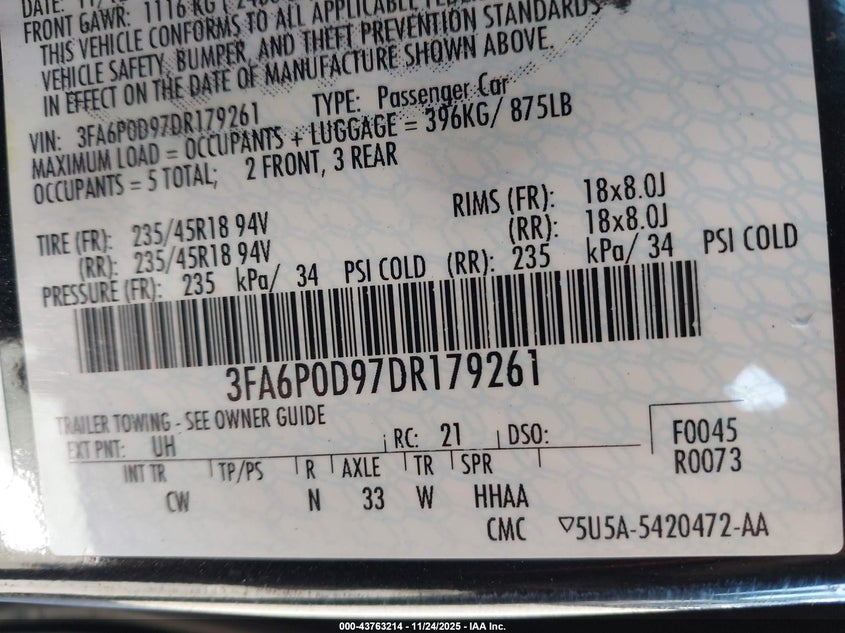 DATE: 11/
FRONT GAWR: 1116 KG
THIS VEHICLE CONFORMS TO ALL APPLICABLE
VEHICLE SAFETY, BUMPER, AND THEFT PREVENTION STANDARDS
IN EFFECT ON THE DATE OF MANUFACTURE SHOWN ABOVE.
VIN: 3FA6P0D97DR179261 TYPE: Passenger Car
MAXIMUM LOAD = OCCUPANTS + LUGGAGE = 396KG/ 875LB
OCCUPANTS = 5 TOTAL; 2 FRONT, 3 REAR
TIRE (FR): 235/45R18 94V RIMS (FR): 18x8.0J
(RR): 235/45R18 94V (RR): 18x8.0J
PRESSURE (FR): 235 kPa/ 34 PSI COLD (RR): 235 kPa/ 34 PSI COLD
3FA6P0D97DR179261
TRAILER TOWING - SEE OWNER GUIDE
EXT PNT: UH RC: 21 DSO: F0045
INT TR TP/PS R AXLE TR SPR R0073
CW N 33 W HHAA
CMC ▽5U5A-5420472-AA
000-43763214 - 11/24/2025 - IAA Inc.